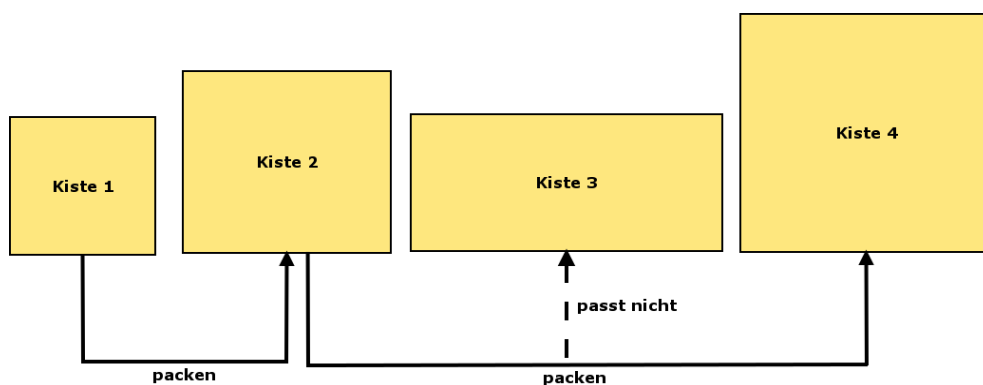 Kiste 1
Kiste 2
Kiste 3
Kiste 4
passt nicht
packen
packen